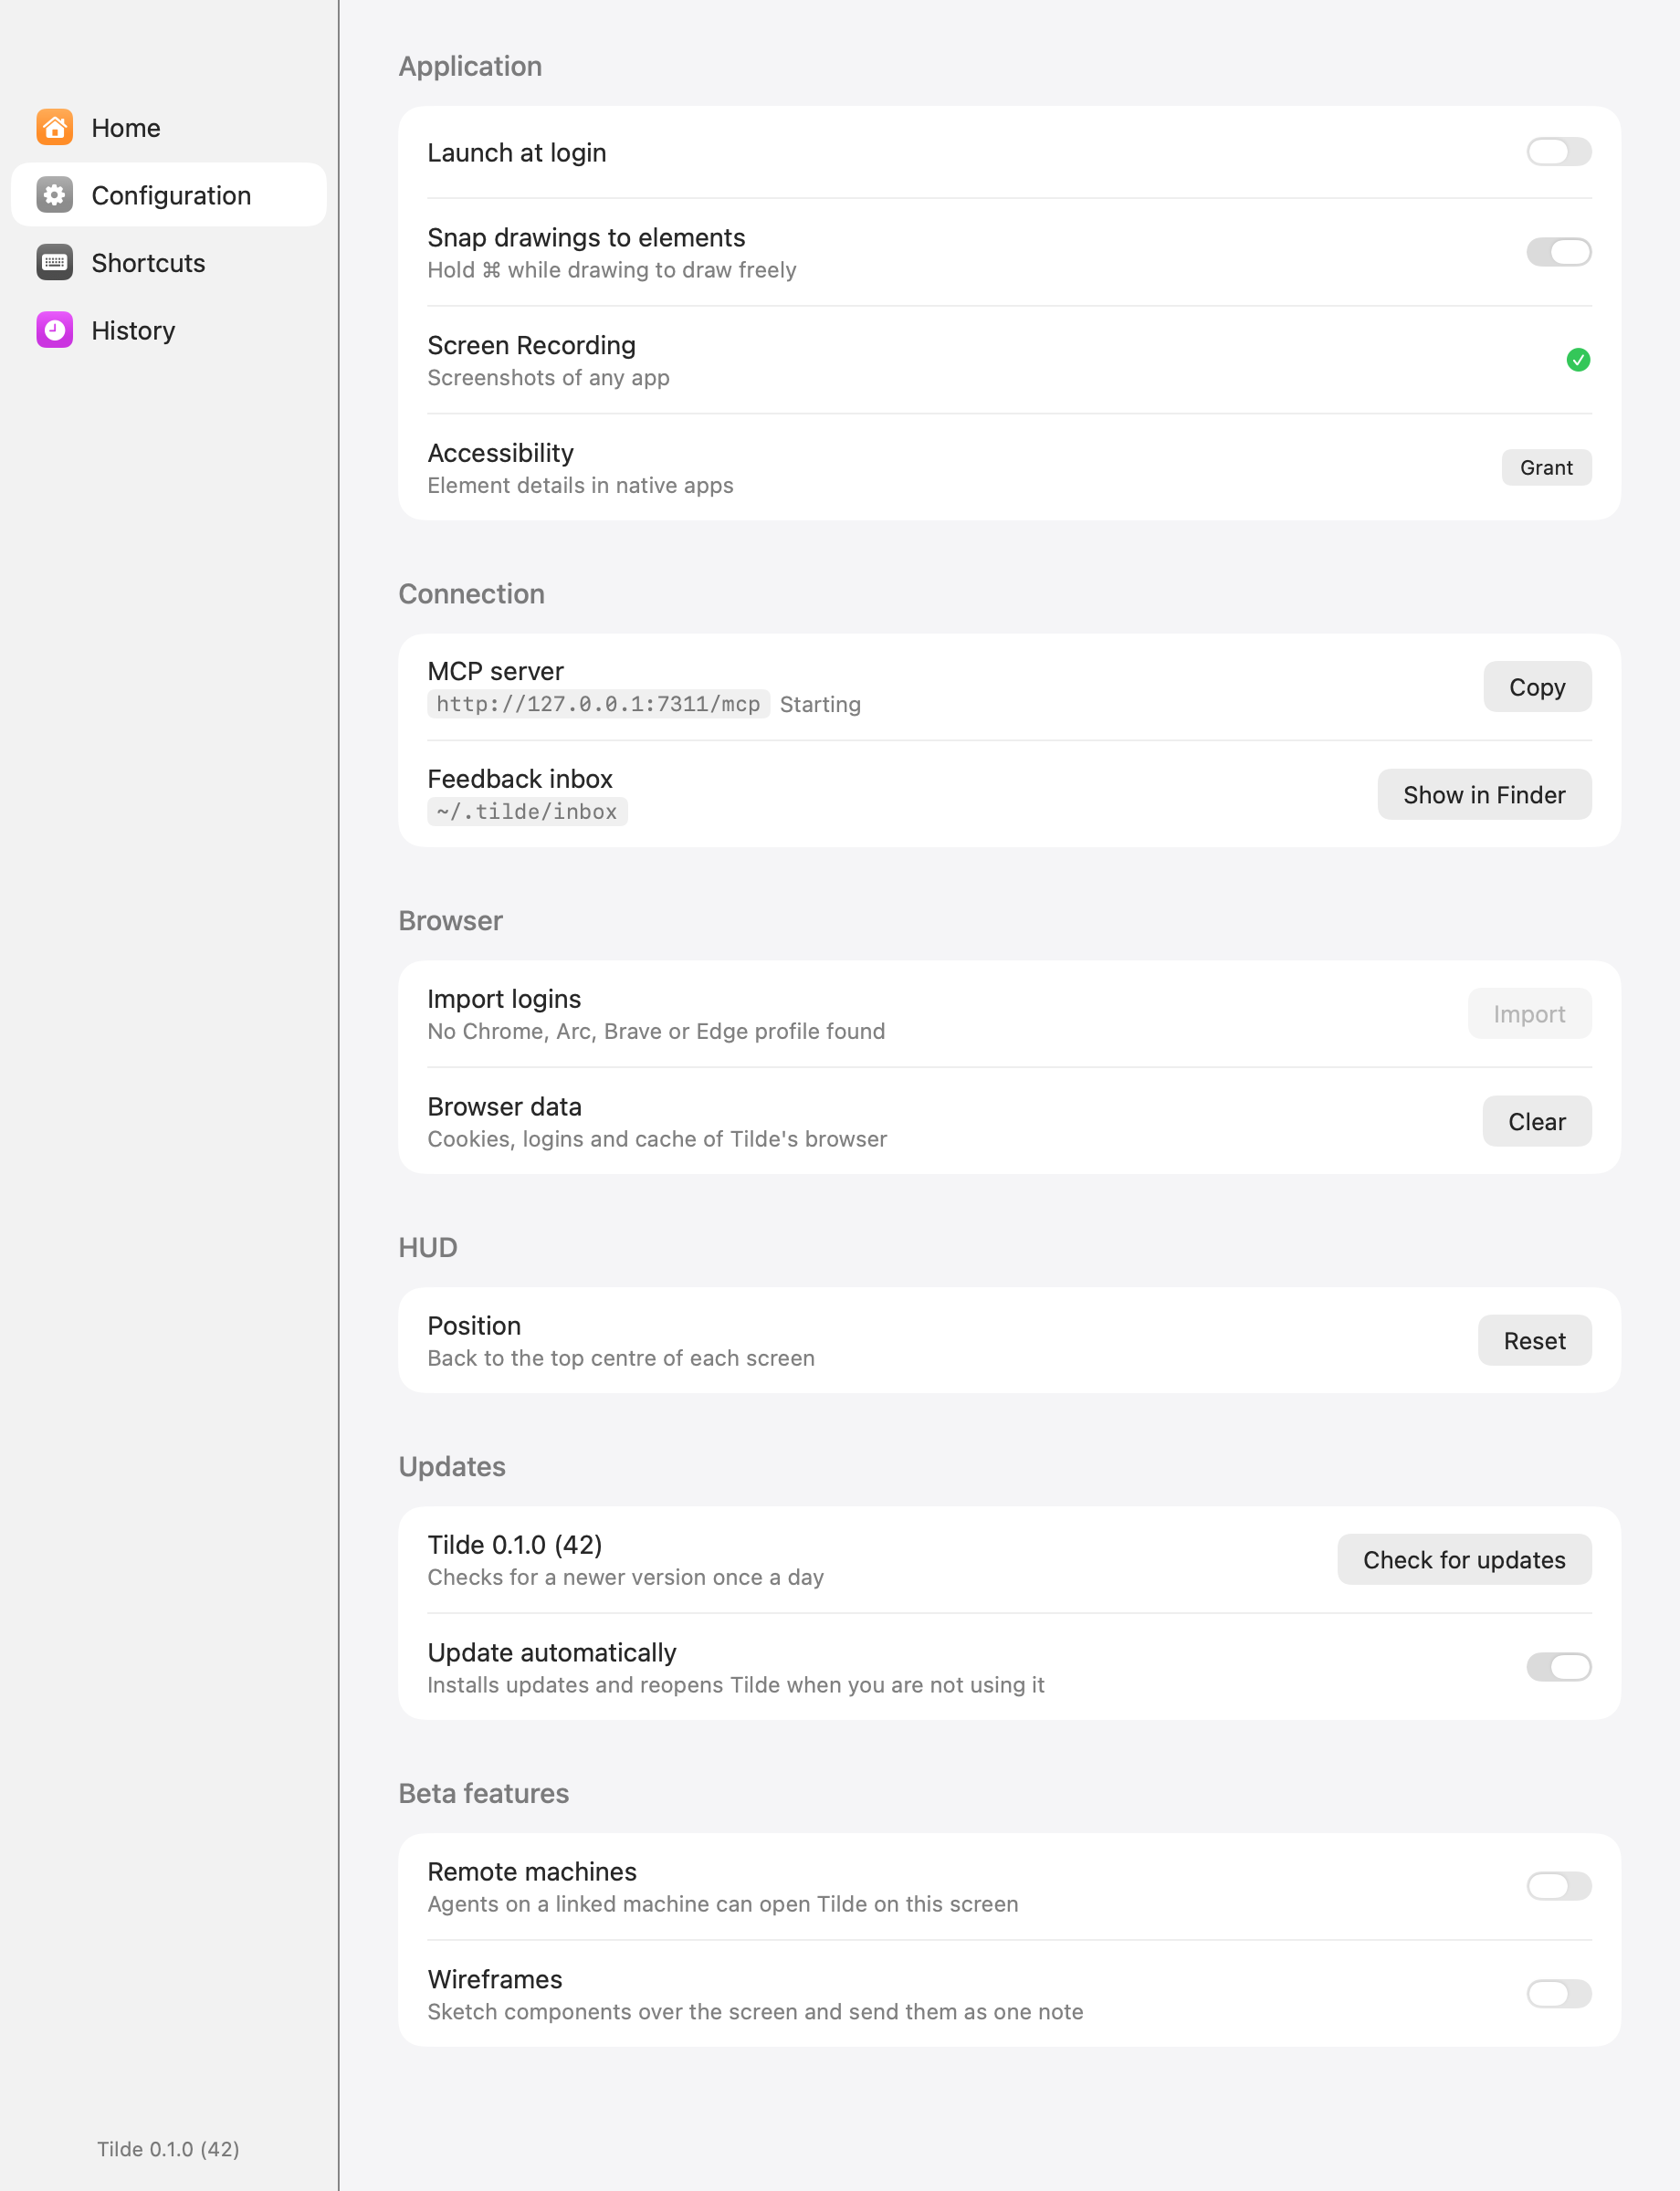 Home
Configuration
Shortcuts
History
Tilde 0.1.0 (42)
Application
Launch at login
Snap drawings to elements
Hold ⌘ while drawing to draw freely
Screen Recording
Screenshots of any app
Accessibility
Element details in native apps
Grant
Connection
MCP server
http://127.0.0.1:7311/mcp Starting
Copy
Feedback inbox
~/.tilde/inbox
Show in Finder
Browser
Import logins
No Chrome, Arc, Brave or Edge profile found
Import
Browser data
Cookies, logins and cache of Tilde's browser
Clear
HUD
Position
Back to the top centre of each screen
Reset
Updates
Tilde 0.1.0 (42)
Checks for a newer version once a day
Check for updates
Update automatically
Installs updates and reopens Tilde when you are not using it
Beta features
Remote machines
Agents on a linked machine can open Tilde on this screen
Wireframes
Sketch components over the screen and send them as one note